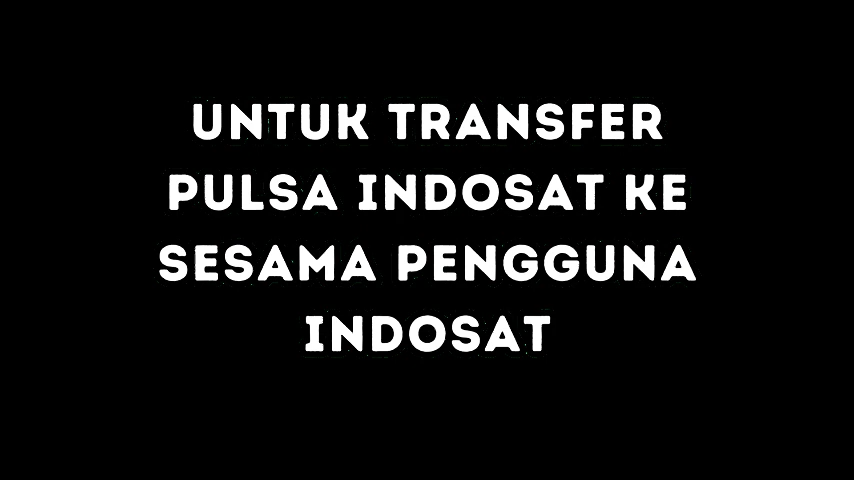 UNTUK TRANSFER
PULSA INDOSAT KE
SESAMA PENGGUNA
INDOSAT